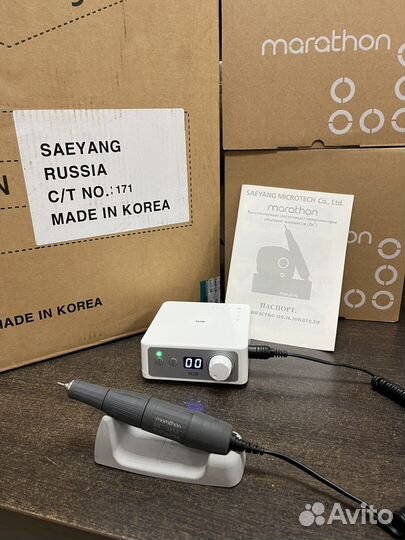 marathon
SAEYANG
RUSSIA
C/T NO.: 171
MADE IN KOREA
MADE IN KOREA
SAEYANG MICROTECH Co., Ltd.
marathon
ПАСПОРТ.
00
marathon
Avito